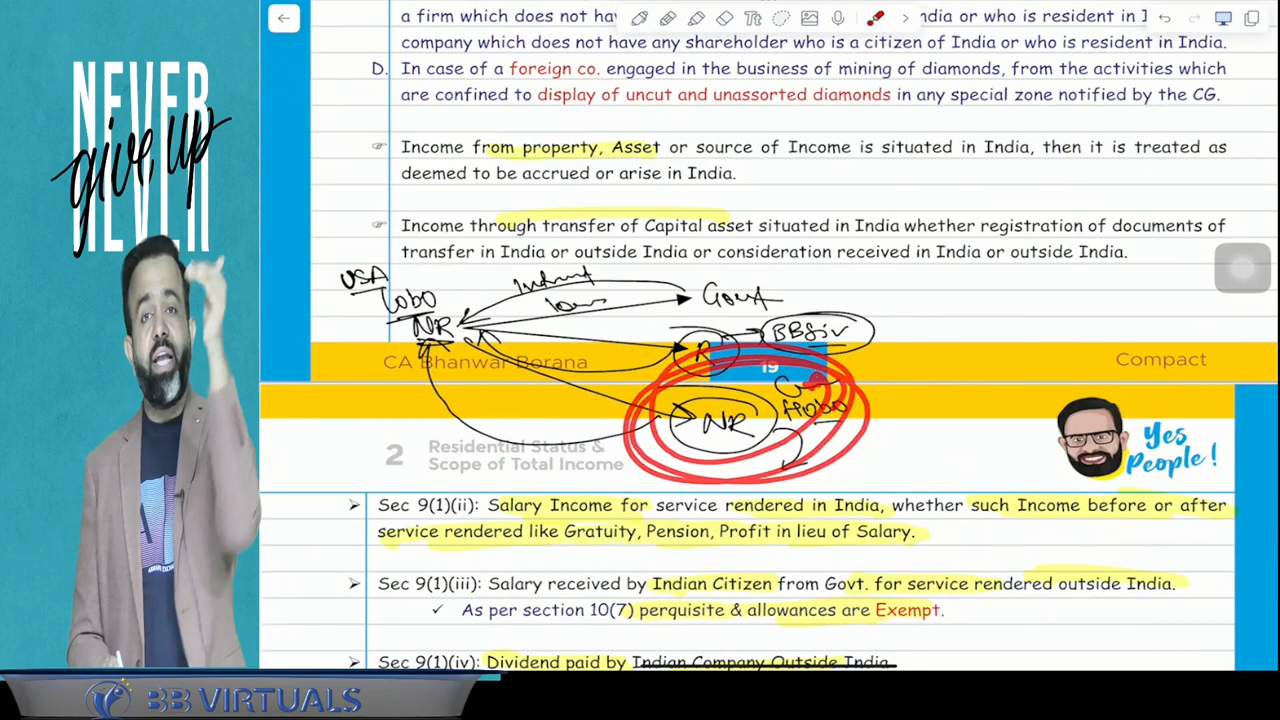 NEVER
give up
NEVER
a firm which does not
ndia or who is resident in
company which does not have any shareholder who is a citizen of India or who is resident in India.
D. In case of a foreign co. engaged in the business of mining of diamonds, from the activities which
are confined to display of uncut and unassorted diamonds in any special zone notified by the CG.
Income from property, Asset or source of Income is situated in India, then it is treated as
deemed to be accrued or arise in India.
Income through transfer of Capital asset situated in India whether registration of documents of
transfer in India or outside India or consideration received in India or outside India.
USA
Lobo
NR
Interest
loan
Govt
R
BBSir
NR
Hobo
CA Bhanwar Borana
19
Compact
2
Residential Status &
Scope of Total Income
Yes
People!
➤ Sec 9(1)(ii): Salary Income for service rendered in India, whether such Income before or after
service rendered like Gratuity, Pension, Profit in lieu of Salary.
➤ Sec 9(1)(iii): Salary received by Indian Citizen from Govt. for service rendered outside India.
✓ As per section 10(7) perquisite & allowances are Exempt.
➤ Sec 9(1)(iv): Dividend paid by Indian Company Outside India
BB VIRTUALS